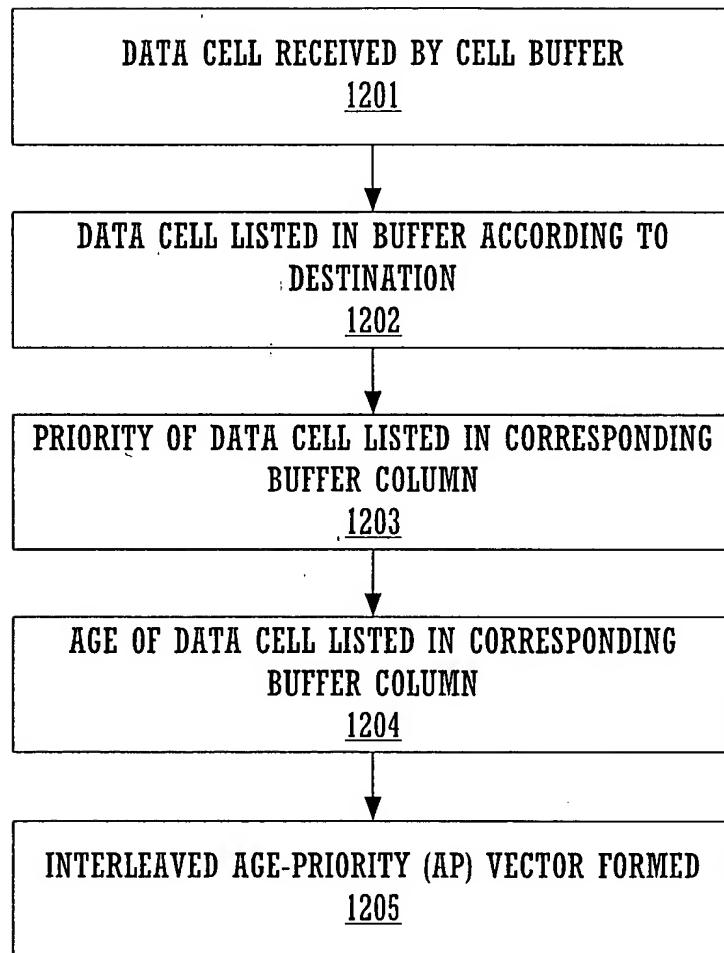 DATA CELL RECEIVED BY CELL BUFFER
1201
DATA CELL LISTED IN BUFFER ACCORDING TO
DESTINATION
1202
PRIORITY OF DATA CELL LISTED IN CORRESPONDING
BUFFER COLUMN
1203
AGE OF DATA CELL LISTED IN CORRESPONDING
BUFFER COLUMN
1204
INTERLEAVED AGE-PRIORITY (AP) VECTOR FORMED
1205